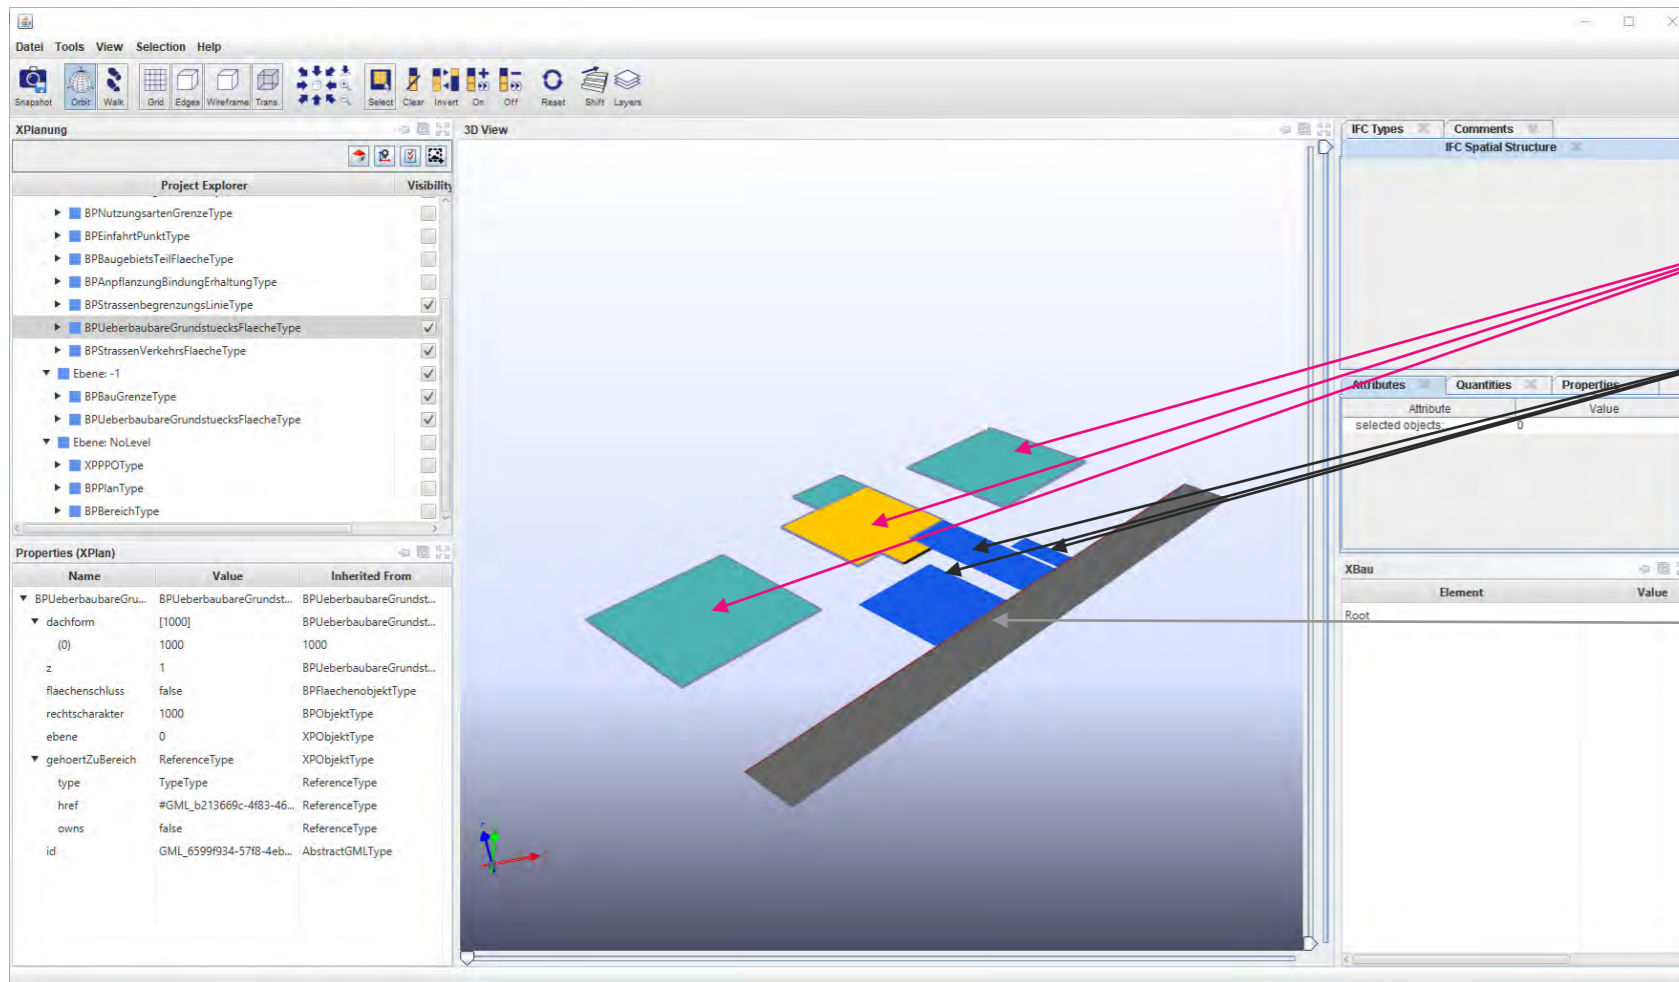 Datei Tools View Selection Help
Snapshot Orbit Walk Grid Edges Wireframe Trans. Select Clear Invert On Off Reset Shift Layers
XPlanung
Project Explorer Visibility
BPNutzungsartenGrenzeType
BPEinfahrtPunktType
BPBaugebietsTeilFlaecheType
BPAnpflanzungBindungErhaltungType
BPStrassenbegrenzungsLinieType
BPUeberbaubareGrundstuecksFlaecheType
BPStrassenVerkehrsFlaecheType
Ebene: -1
BPBauGrenzeType
BPUeberbaubareGrundstuecksFlaecheType
Ebene: NoLevel
XPPPOType
BPPlanType
BPBereichType
Properties (XPlan)
Name Value Inherited From
BPUeberbaubareGru... BPUeberbaubareGrundst... BPUeberbaubareGrundst...
dachform [1000] BPUeberbaubareGrundst...
(0) 1000 1000
z 1 BPUeberbaubareGrundst...
flaechenschluss false BPFlaechenobjektType
rechtscharakter 1000 BPObjektType
ebene 0 XPObjektType
gehoertZuBereich ReferenceType XPObjektType
type TypeType ReferenceType
href #GML_b213669c-4f83-46... ReferenceType
owns false ReferenceType
id GML_6599f934-57f8-4eb... AbstractGMLType
3D View
IFC Types Comments
IFC Spatial Structure
Attributes Quantities Properties
Attribute Value
selected objects: 0
XBau
Element Value
Root